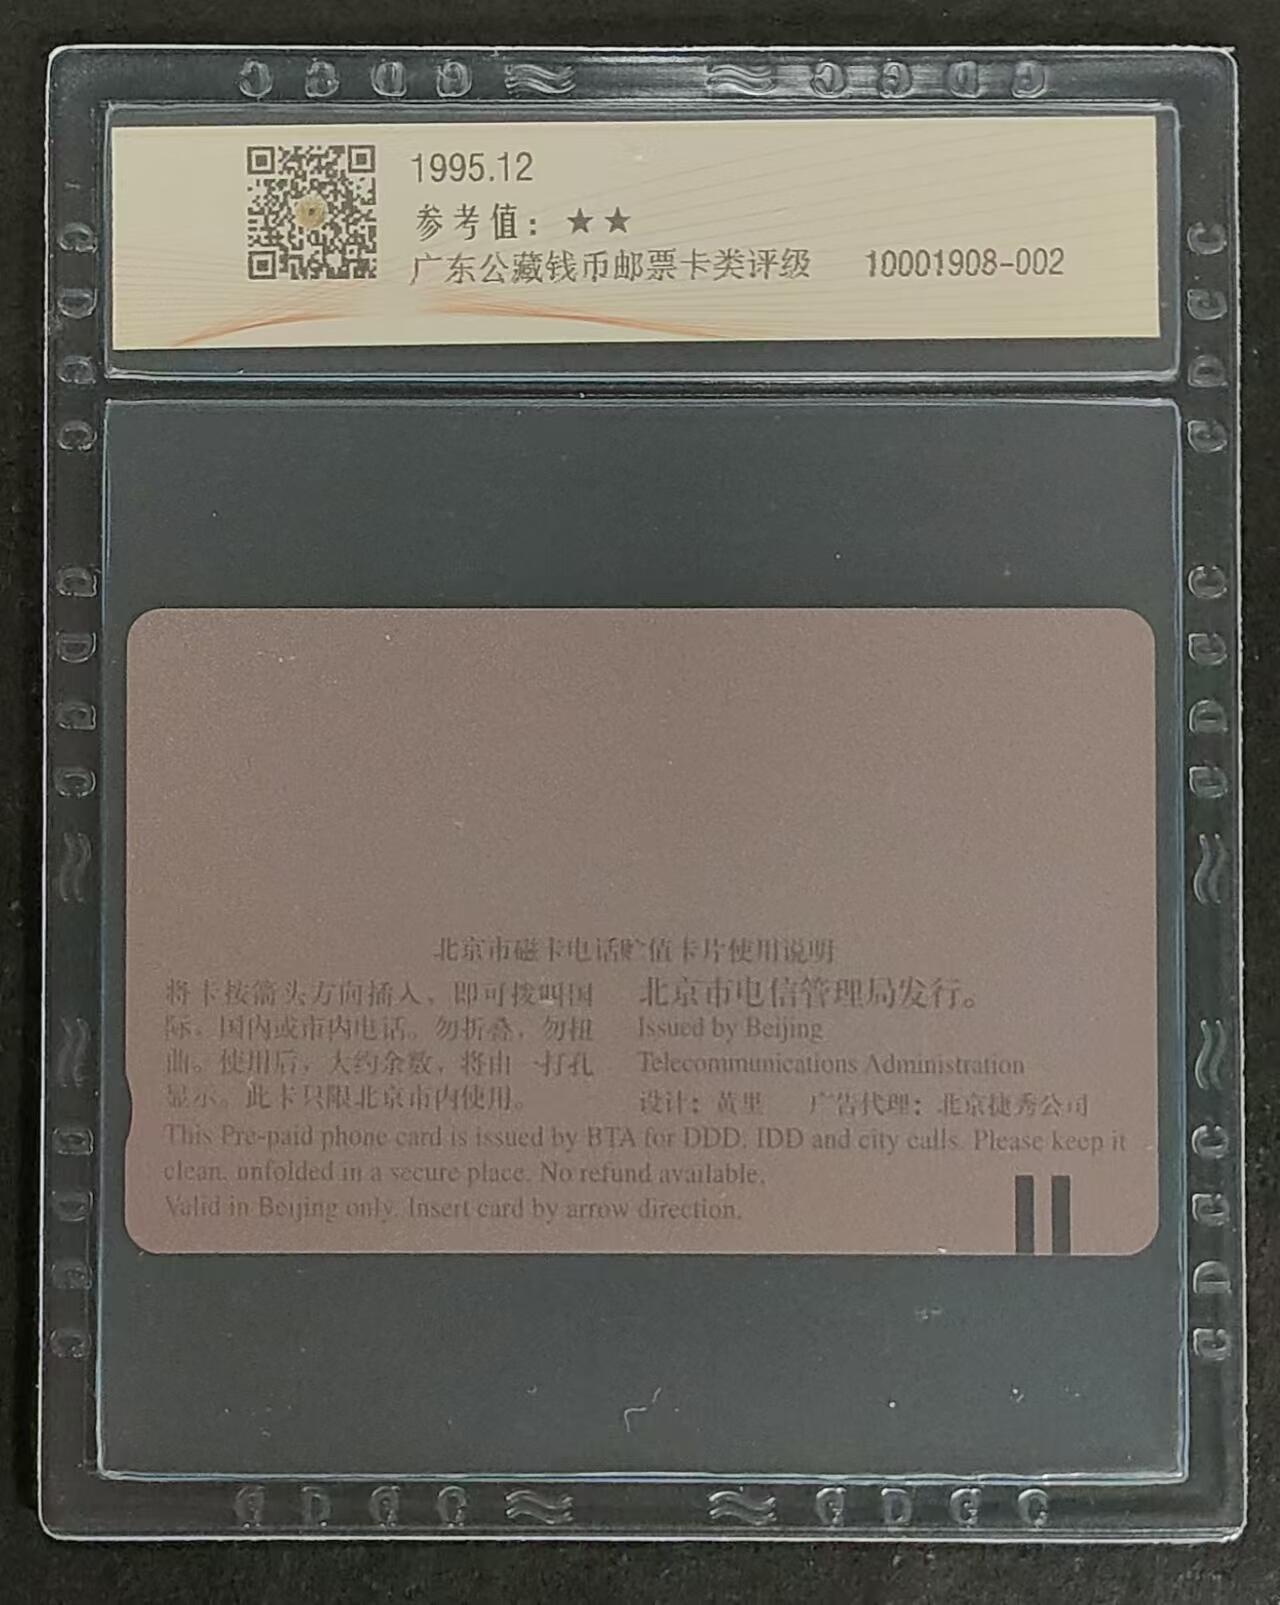 1995.12
参考值：★★
广东公藏钱币邮票卡类评级 10001908-002
北京市磁卡电话贮值卡片使用说明
将卡按箭头方向插入，即可拨叫国
际、国内或市内电话。勿折叠，勿扭
曲。使用后，大约余数，将由一打孔
显示。此卡只限北京市内使用。
北京市电信管理局发行。
Issued by Beijing
Telecommunications Administration
设计：黄里 广告代理：北京捷秀公司
This Pre-paid phone card is issued by BTA for DDD, IDD and city calls. Please keep it
clean, unfolded in a secure place. No refund available.
Valid in Beijing only. Insert card by arrow direction.